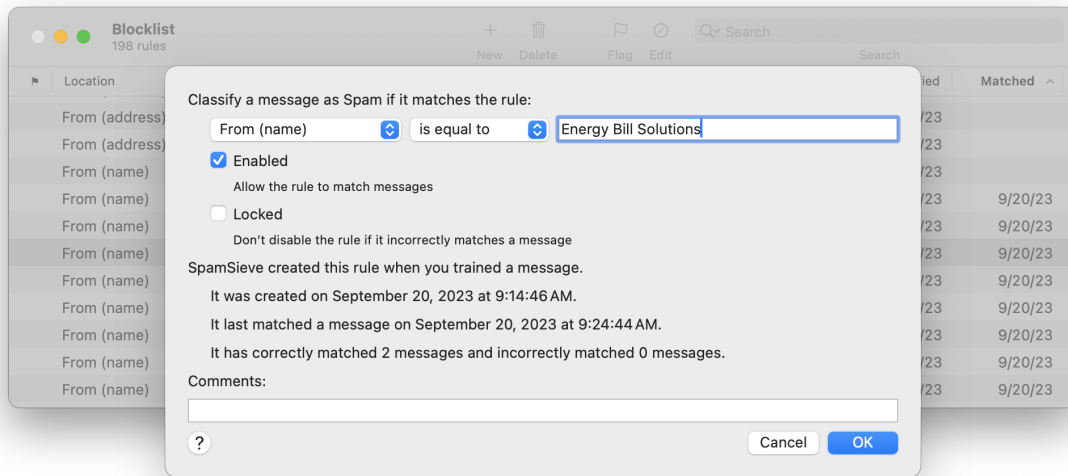 Blocklist
198 rules
New Delete Flag Edit
Search
Search
Location
Matched
From (address)
From (address)
From (name)
From (name)
From (name)
From (name)
From (name)
From (name)
From (name)
From (name)
From (name)
/23
/23
/23
/23 9/20/23
/23 9/20/23
/23 9/20/23
/23 9/20/23
/23 9/20/23
/23 9/20/23
/23 9/20/23
/23 9/20/23
Classify a message as Spam if it matches the rule:
From (name) is equal to Energy Bill Solutions
Enabled
Allow the rule to match messages
Locked
Don't disable the rule if it incorrectly matches a message
SpamSieve created this rule when you trained a message.
It was created on September 20, 2023 at 9:14:46 AM.
It last matched a message on September 20, 2023 at 9:24:44 AM.
It has correctly matched 2 messages and incorrectly matched 0 messages.
Comments:
?
Cancel OK